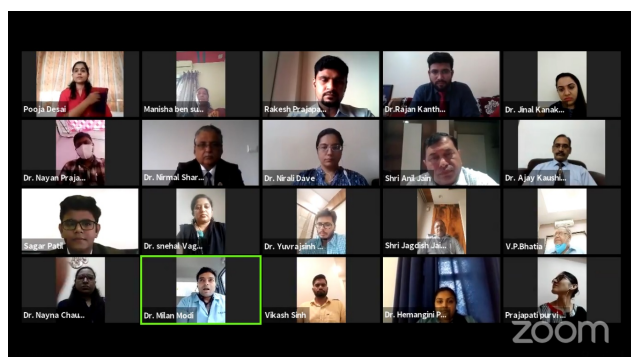 Pooja Desai
Manisha ben su...
Rakesh Prajapa...
Dr.Rajan Kanth...
Dr. Jinal Kanak...
Dr. Nayan Praja...
Dr. Nirmal Shar...
Dr. Nirali Dave
Shri Anil Jain
Dr. Ajay Kaushi...
Sagar Patil
Dr. snehal Vag...
Dr. Yuvrajsinh ...
Shri Jagdish Jai...
V.P.Bhatia
Dr. Nayna Chau...
Dr. Milan Modi
Vikash Sinh
Dr. Hemangini P...
Prajapati purvi ...
zoom